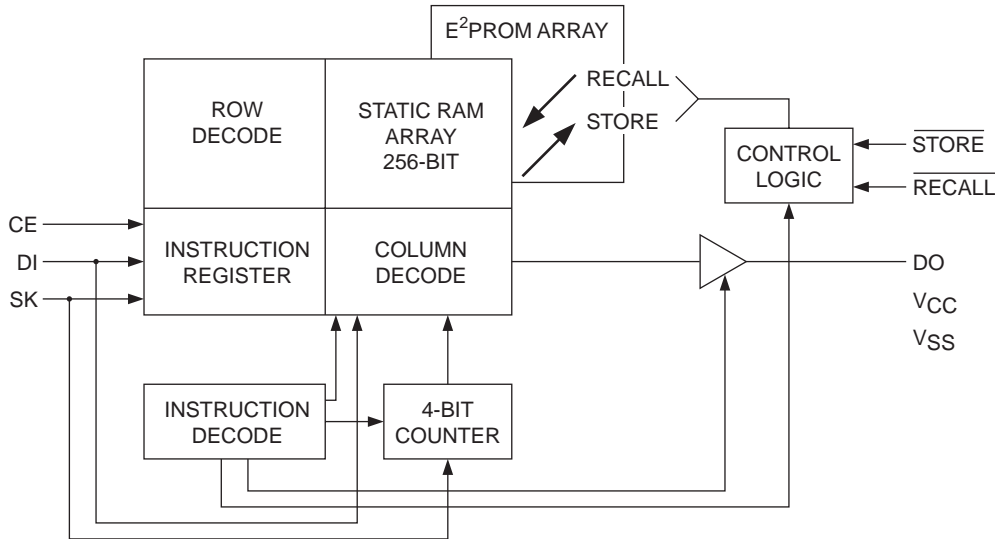 E²PROM ARRAY
ROW
DECODE
STATIC RAM
ARRAY
256-BIT
RECALL
STORE
CONTROL
LOGIC
STORE
RECALL
CE
DI
SK
INSTRUCTION
REGISTER
COLUMN
DECODE
DO
VCC
VSS
INSTRUCTION
DECODE
4-BIT
COUNTER